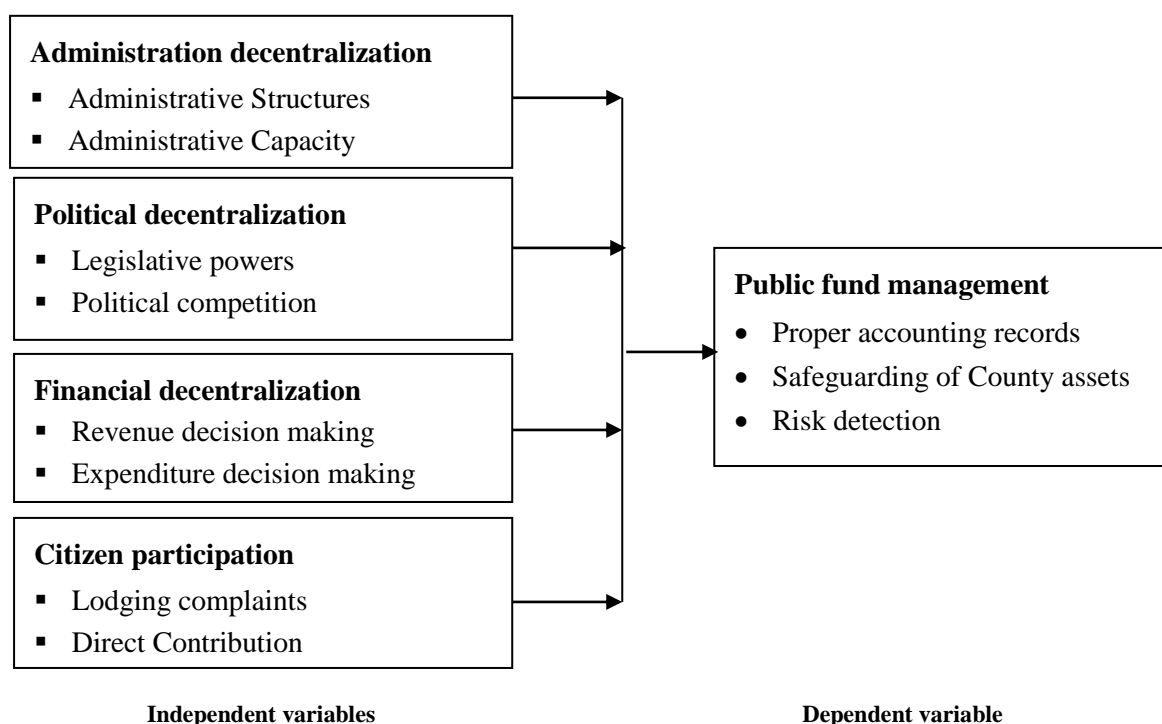 Administration decentralization
▪ Administrative Structures
▪ Administrative Capacity
Political decentralization
▪ Legislative powers
▪ Political competition
Financial decentralization
▪ Revenue decision making
▪ Expenditure decision making
Citizen participation
▪ Lodging complaints
▪ Direct Contribution
Public fund management
• Proper accounting records
• Safeguarding of County assets
• Risk detection
Independent variables
Dependent variable